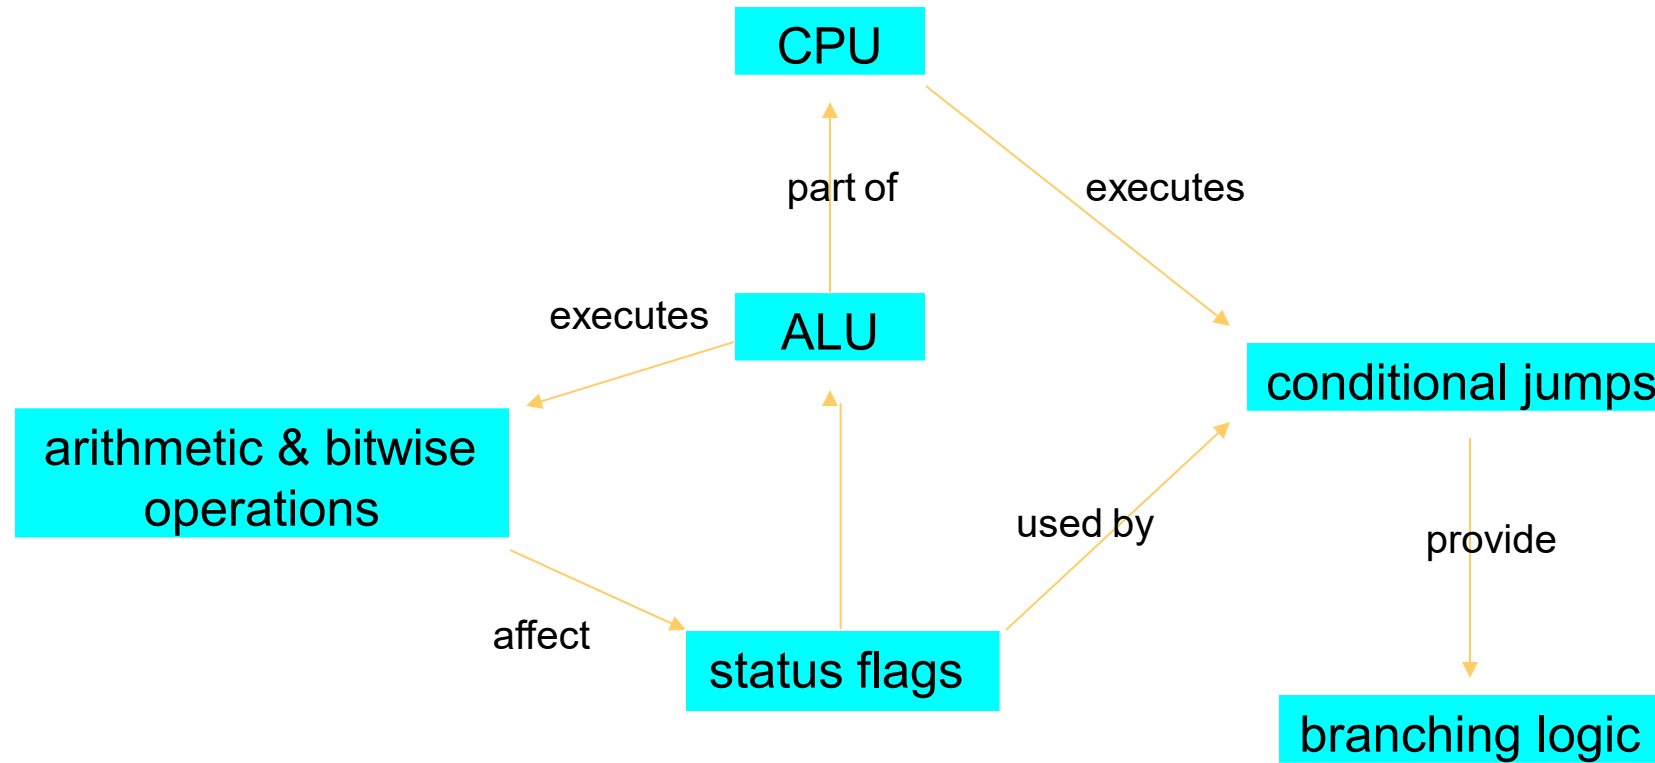 CPU
part of
executes
executes
ALU
conditional jumps
arithmetic & bitwise
operations
used by
provide
affect
status flags
branching logic